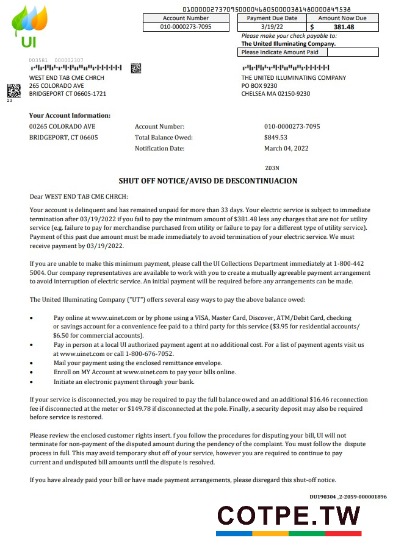 UI
Account Number
010-0000273-7095
Payment Due Date
3/19/22
Amount Now Due
$ 381.48
Please make your check payable to:
The United Illuminating Company.
Please Indicate Amount Paid
WEST END TAB CME CHRCH
265 COLORADO AVE
BRIDGEPORT CT 06605-1721
THE UNITED ILLUMINATING COMPANY
PO BOX 9230
CHELSEA MA 02150-9230
Your Account Information:
60265 COLORADO AVE
BRIDGEPORT, CT 06605
Account Number: 010-0000273-7095
Total Balance Owed: $849.53
Notification Date: March 04, 2022
203N
SHUT OFF NOTICE/AVISO DE DESCONTINUACION
Dear WEST END TAB CME CHRCH:
Your account is delinquent and has remained unpaid for more than 33 days. Your electric service is subject to immediate
termination after 03/19/2022 if you fail to pay the minimum amount of $381.48 less any charges that are not for utility
service (e.g. failure to pay for merchandise purchased from utility or failure to pay for a different type of utility service).
Payment of this past due amount must be made immediately to avoid termination of your electric service. We must
receive payment by 03/19/2022.
If you are unable to make this minimum payment, please call the UI Collections Department immediately at 1-800-442
5004. Our company representatives are available to work with you to create a mutually agreeable payment arrangement
to avoid interruption of electric service. An initial payment will be required before any arrangements can be made.
The United Illuminating Company ("UT") offers several easy ways to pay the above balance owed:
• Pay online at www.uinet.com or by phone using a VISA, Master Card, Discover, ATM/Debit Card, checking
or savings account for a convenience fee paid to a third party for this service ($3.95 for residential accounts/
$6.50 for commercial accounts).
• Pay in person at a local UI authorized payment agent at no additional cost. For a list of payment agents visit us
at www.uinet.com or call 1-800-676-7052.
• Mail your payment using the enclosed remittance envelope.
• Enroll on MY Account at www.uinet.com to pay your bills online.
• Initiate an electronic payment through your bank.
If your service is disconnected, you may be required to pay the full balance owed and an additional $16.46 reconnection
fee if disconnected at the meter or $149.78 if disconnected at the pole. Finally, a security deposit may also be required
before service is restored.
Please review the enclosed customer rights insert. f you follow the procedures for disputing your bill, UI will not
terminate for non-payment of the disputed amount during the pendency of the complaint. You must follow the dispute
process in full. This may avoid temporary shut off of your service, however you are required to continue to pay
current and undisputed bill amounts until the dispute is resolved.
If you have already paid your bill or have made payment arrangements, please disregard this shut-off notice.
DU190304 ,2-2059-000001896
COTPE.TW